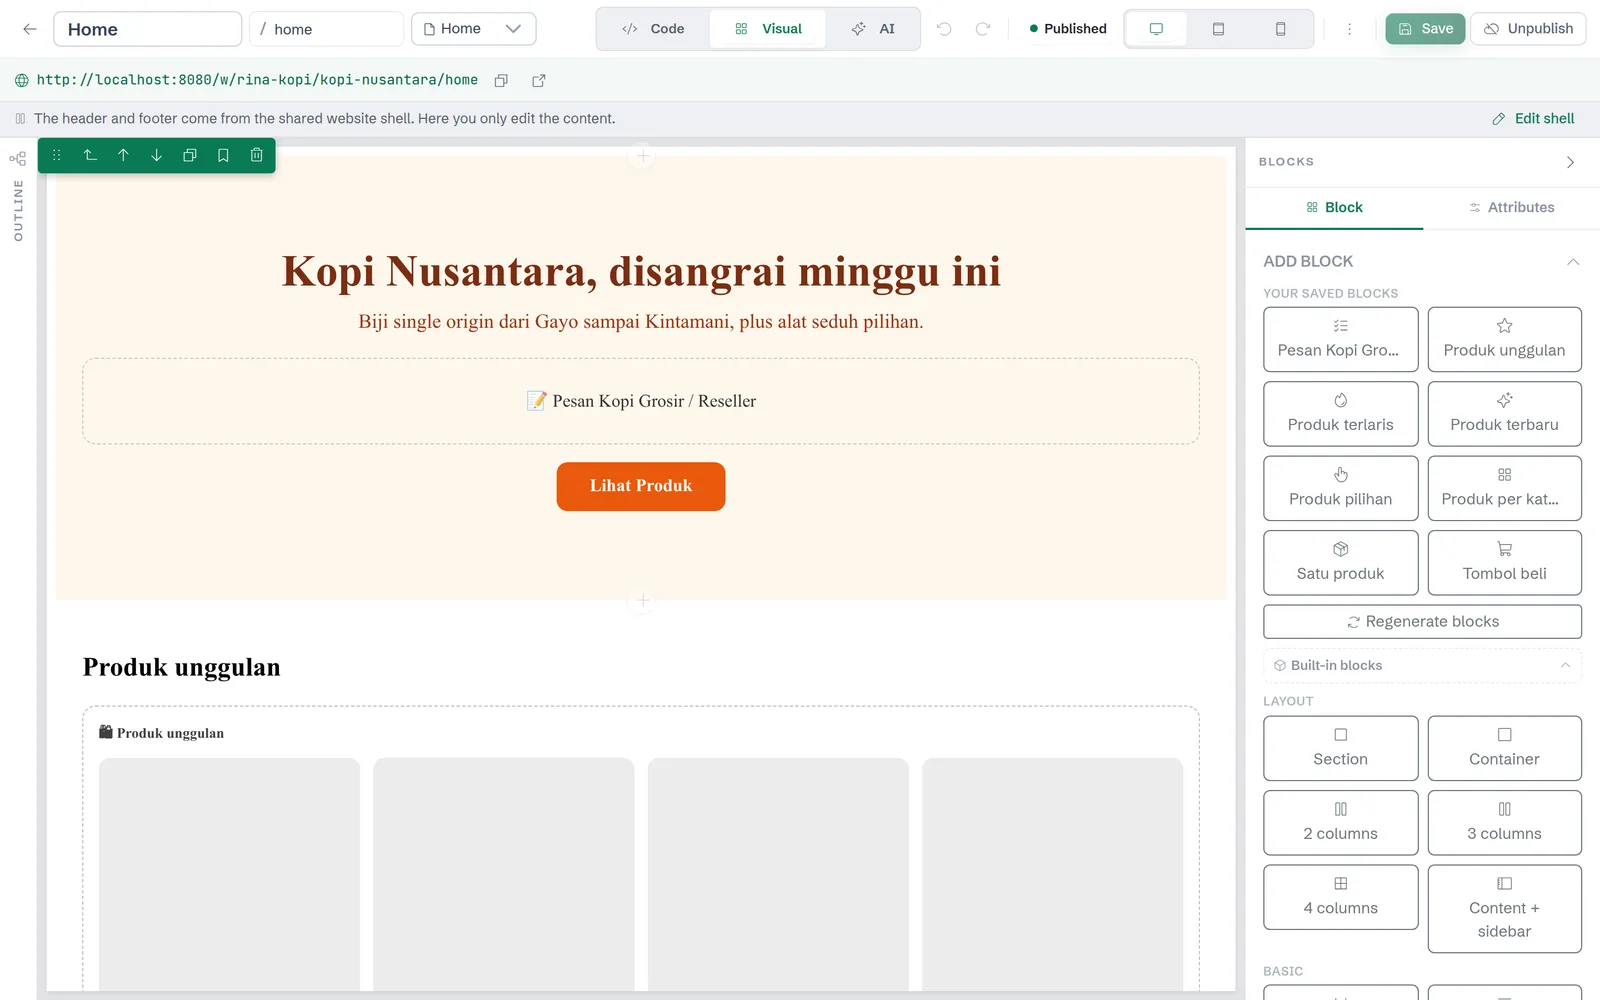 Home
/ home
Home
Code
Visual
AI
Published
Save
Unpublish
http://localhost:8080/w/rina-kopi/kopi-nusantara/home
The header and footer come from the shared website shell. Here you only edit the content.
Edit shell
OUTLINE
Kopi Nusantara, disangrai minggu ini
Biji single origin dari Gayo sampai Kintamani, plus alat seduh pilihan.
Pesan Kopi Grosir / Reseller
Lihat Produk
Produk unggulan
Produk unggulan
BLOCKS
Block
Attributes
ADD BLOCK
YOUR SAVED BLOCKS
Pesan Kopi Gro...
Produk unggulan
Produk terlaris
Produk terbaru
Produk pilihan
Produk per kat...
Satu produk
Tombol beli
Regenerate blocks
Built-in blocks
LAYOUT
Section
Container
2 columns
3 columns
4 columns
Content +
sidebar
BASIC